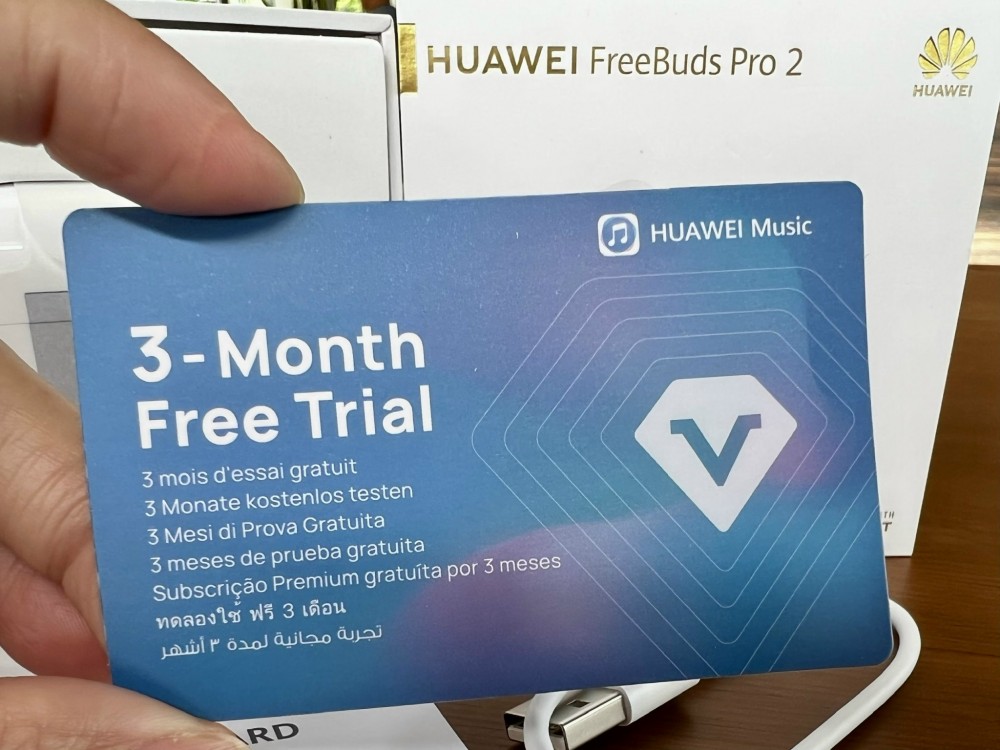 HUAWEI FreeBuds Pro 2
HUAWEI
HUAWEI Music
3-Month
Free Trial
3 mois d'essai gratuit
3 Monate kostenlos testen
3 Mesi di Prova Gratuita
3 meses de prueba gratuita
Subscrição Premium gratuíta por 3 meses
ทดลองใช้ ฟรี 3 เดือน
تجربة مجانية لمدة ٣ أشهر
V